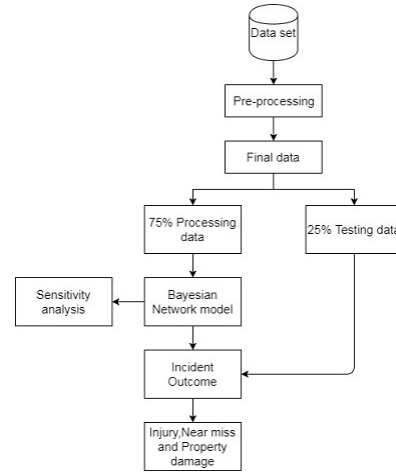 Data set
Pre-processing
Final data
75% Processing
data
25% Testing data
Sensitivity
analysis
Bayesian
Network model
Incident
Outcome
Injury,Near miss
and Property
damage